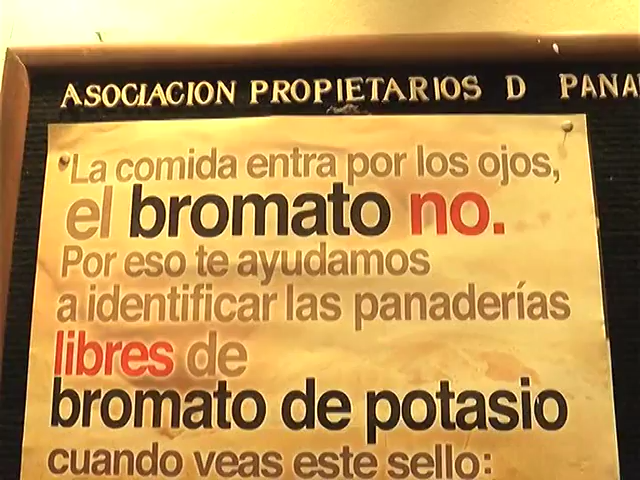 ASOCIACION PROPIETARIOS D PANA
"La comida entra por los ojos,
el bromato no.
Por eso te ayudamos
a identificar las panaderías
libres de
bromato de potasio
cuando veas este sello: